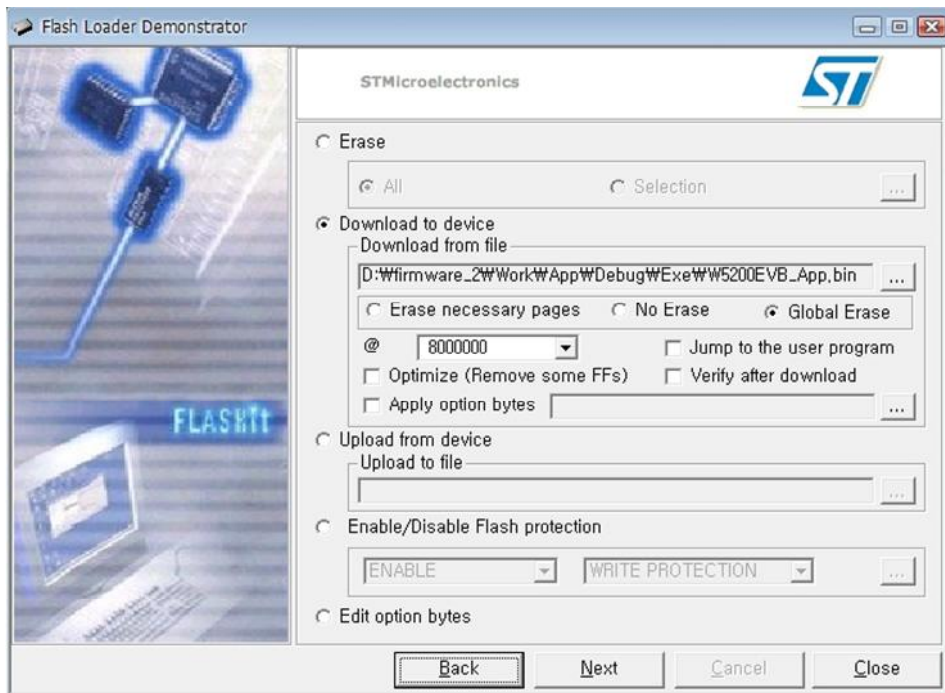 Flash Loader Demonstrator
STMicroelectronics
ST
Erase
All Selection ...
Download to device
Download from file
D:₩firmware_2₩Work₩App₩Debug₩Exe₩W5200EVB_App.bin ...
Erase necessary pages No Erase Global Erase
@ 8000000 Jump to the user program
Optimize (Remove some FFs) Verify after download
Apply option bytes ...
FLASHit
Upload from device
Upload to file
...
Enable/Disable Flash protection
ENABLE WRITE PROTECTION ...
Edit option bytes
Back Next Cancel Close